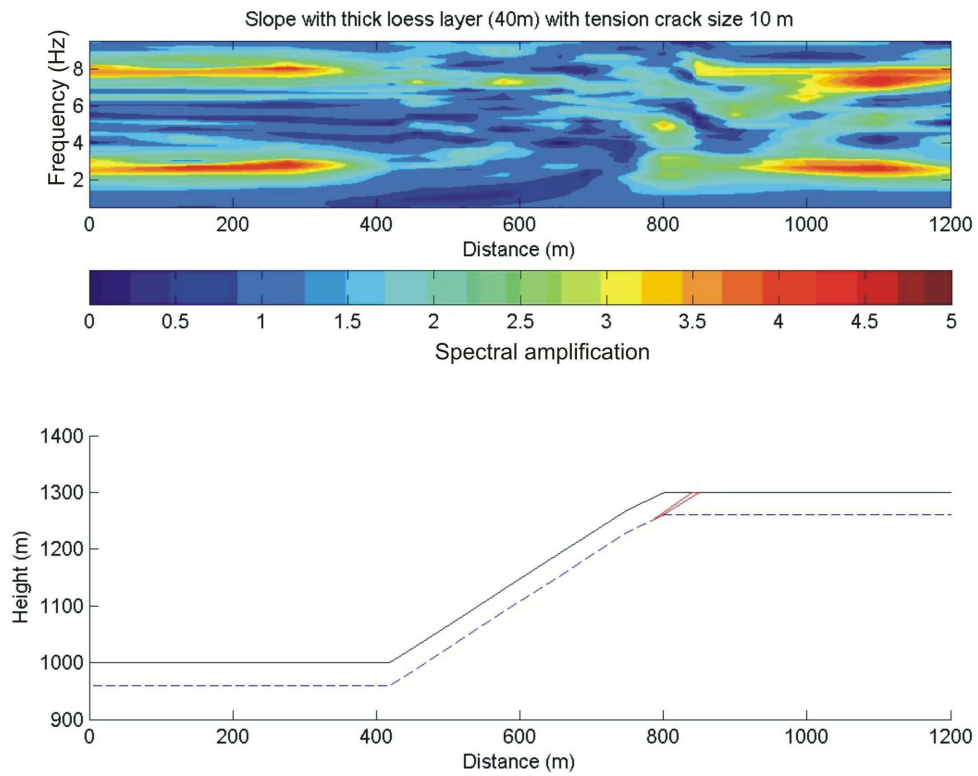 Slope with thick loess layer (40m) with tension crack size 10 m
Frequency (Hz)
8
6
4
2
0 200 400 600 800 1000 1200
Distance (m)
0 0.5 1 1.5 2 2.5 3 3.5 4 4.5 5
Spectral amplification
Height (m)
1400
1300
1200
1100
1000
900
0 200 400 600 800 1000 1200
Distance (m)